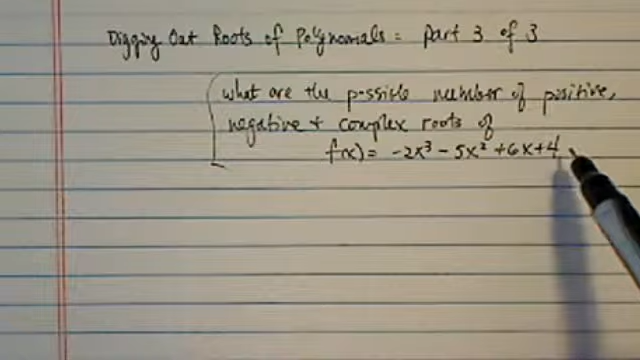 Digging Out Roots of Polynomials: Part 3 of 3
what are the possible number of positive,
negative + complex roots of
f(x) = -2x³ - 5x² + 6x + 4